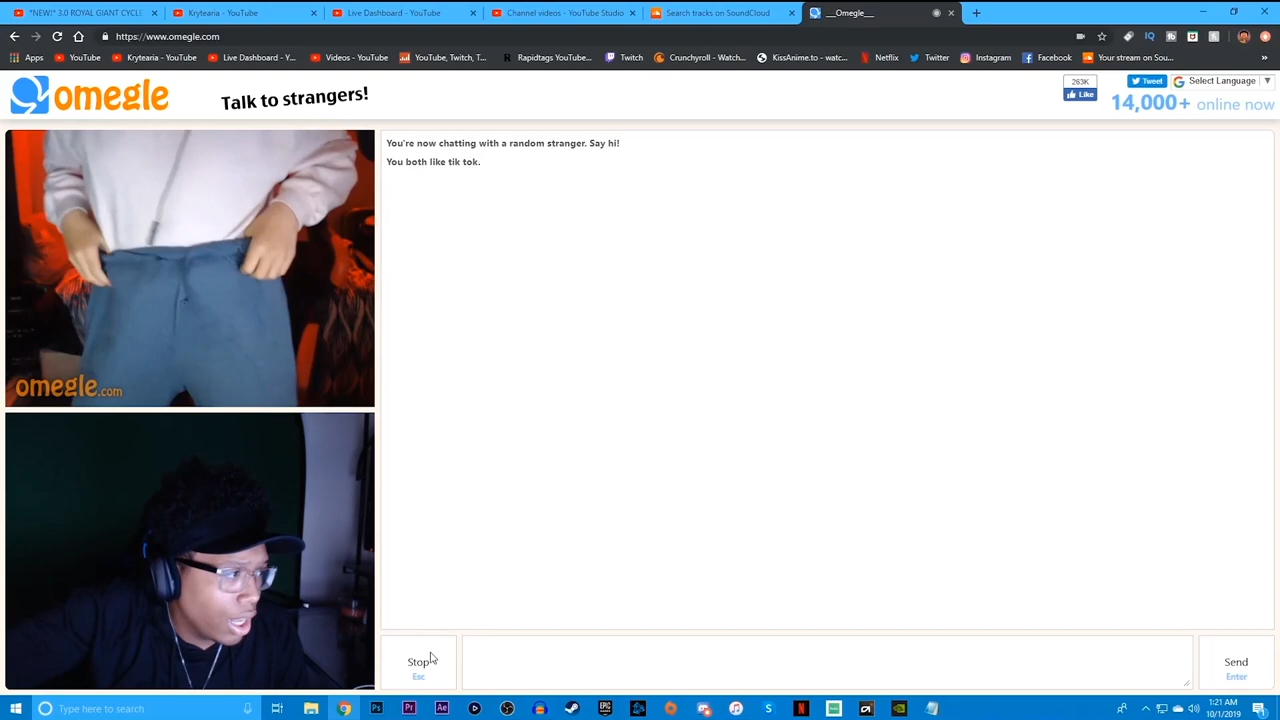 *NEW!* 3.0 ROYAL GIANT CYCLE
Krytearia - YouTube
Live Dashboard - YouTube
Channel videos - YouTube Studio
Search tracks on SoundCloud
__Omegle__
https://www.omegle.com
Apps
YouTube
Krytearia - YouTube
Live Dashboard - Y...
Videos - YouTube
YouTube, Twitch, T...
Rapidtags YouTube...
Twitch
Crunchyroll - Watch...
KissAnime.to - watc...
Netflix
Twitter
Instagram
Facebook
Your stream on Sou...
omegle
Talk to strangers!
263K
Like
Tweet
Select Language
14,000+ online now
You're now chatting with a random stranger. Say hi!
You both like tik tok.
omegle.com
Stop
Esc
Send
Enter
Type here to search
1:21 AM
10/1/2019